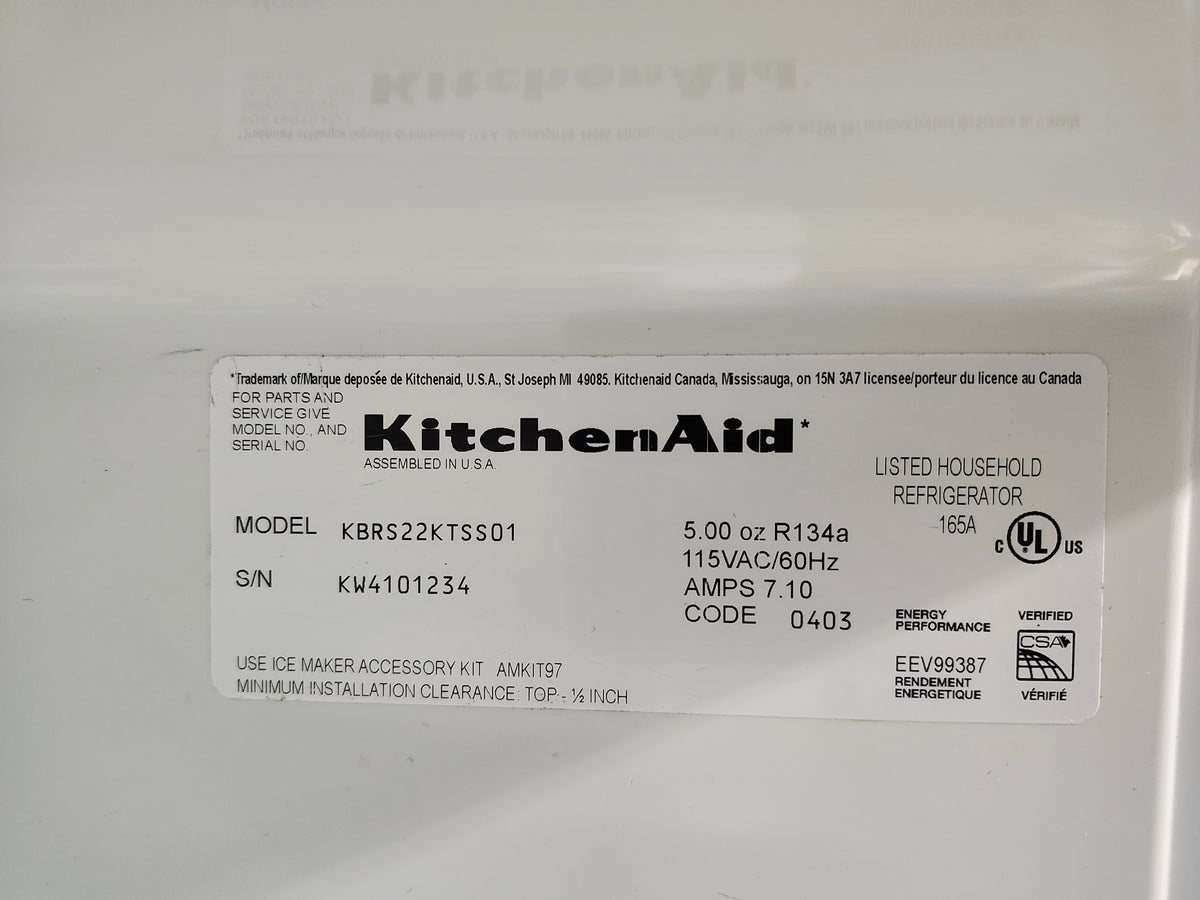 *Trademark of/Marque deposée de Kitchenaid, U.S.A., St Joseph MI 49085. Kitchenaid Canada, Mississauga, on 15N 3A7 licensee/porteur du licence au Canada
FOR PARTS AND
SERVICE GIVE
MODEL NO., AND
SERIAL NO.
KitchenAid*
ASSEMBLED IN U.S.A.
LISTED HOUSEHOLD
REFRIGERATOR
165A
C UL US
MODEL KBRS22KTSS01
S/N KW4101234
5.00 oz R134a
115VAC/60Hz
AMPS 7.10
CODE 0403
ENERGY
PERFORMANCE
EEV99387
RENDEMENT
ENERGETIQUE
VERIFIED
CSA
VÉRIFIÉ
USE ICE MAKER ACCESSORY KIT AMKIT97
MINIMUM INSTALLATION CLEARANCE: TOP - ½ INCH